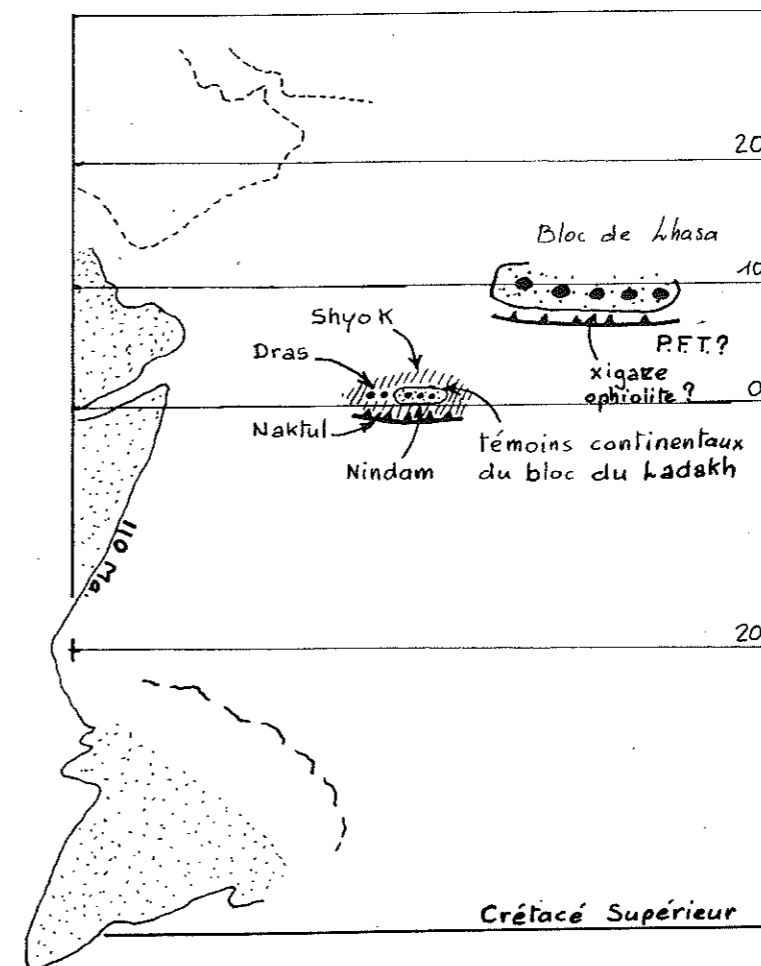 20
Bloc de Lhasa
10
Shyok
P.F.T.?
Dras
xigaze
ophiolite?
0
Naktul
témoins continentaux
Nindam
du bloc du Ladakh
110 Ma.
20
Crétacé Supérieur